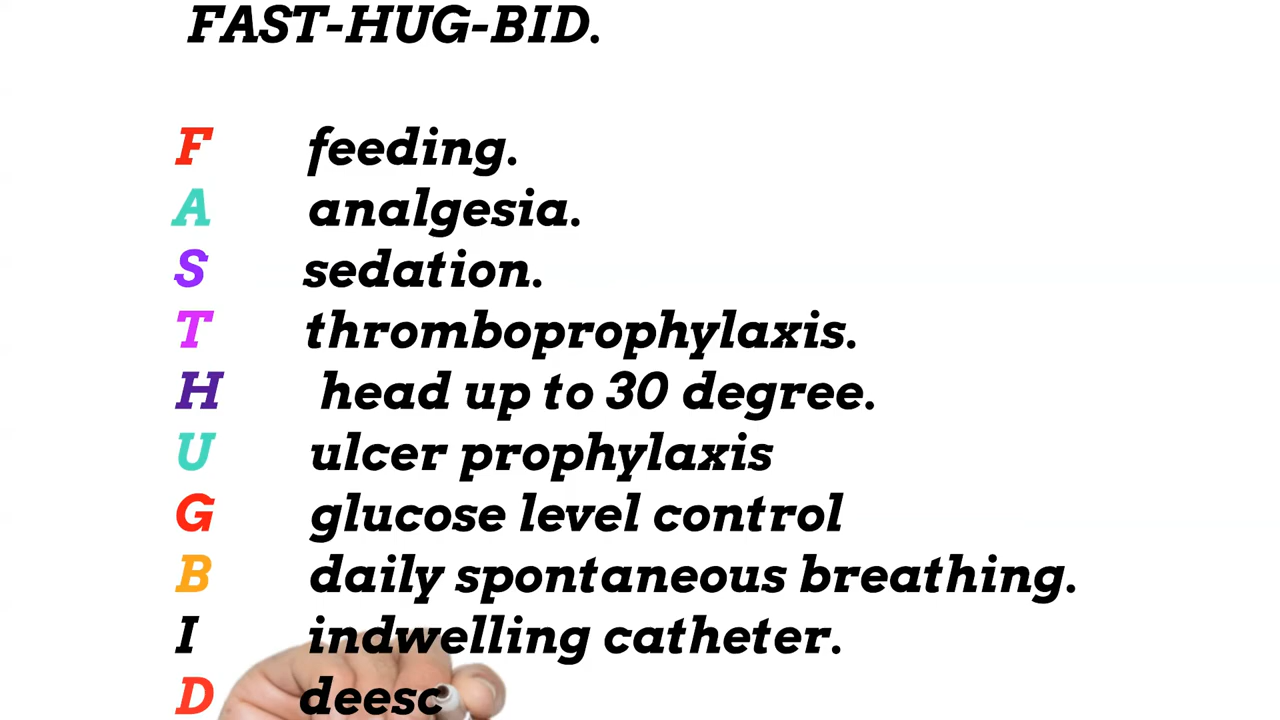 FAST-HUG-BID.
F feeding.
A analgesia.
S sedation.
T thromboprophylaxis.
H head up to 30 degree.
U ulcer prophylaxis
G glucose level control
B daily spontaneous breathing.
I indwelling catheter.
D deesc